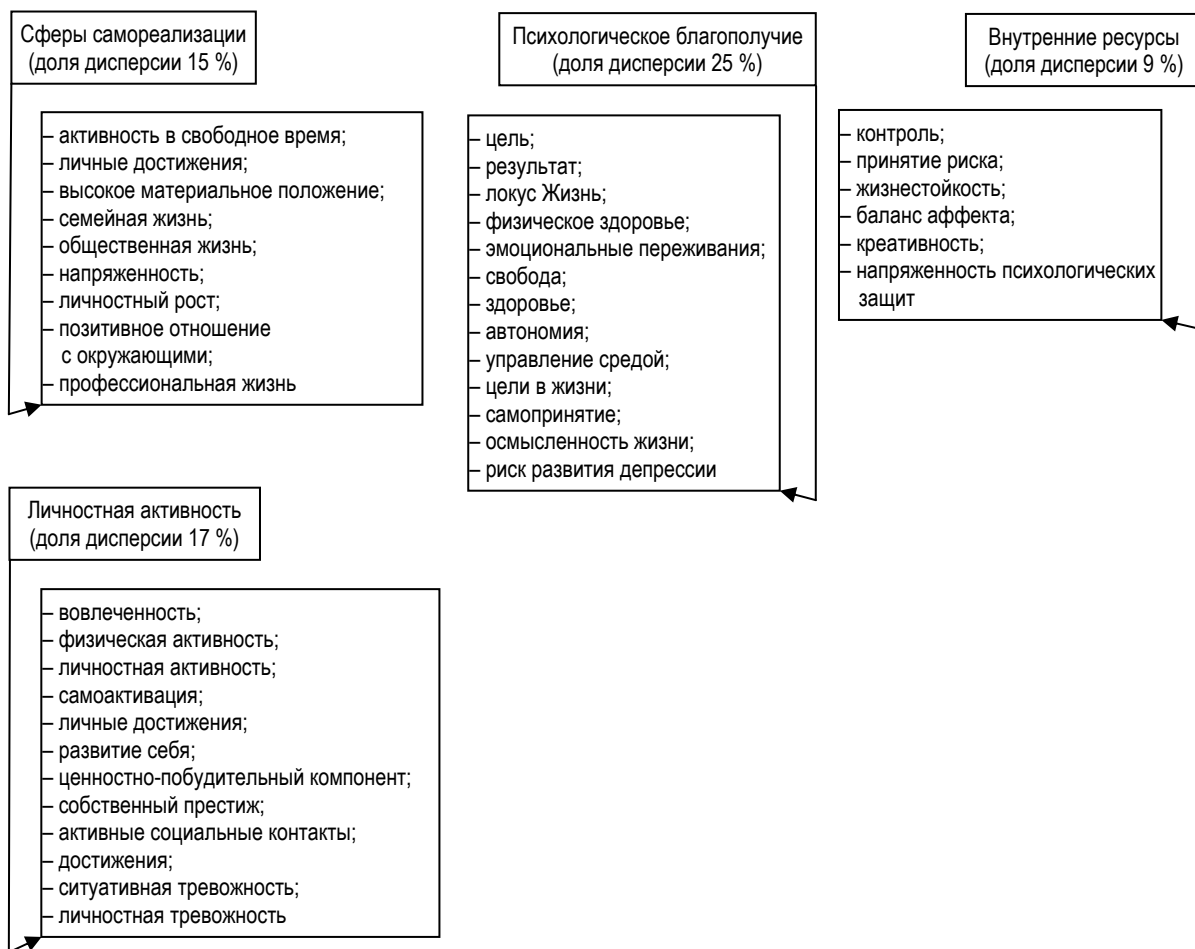 Сферы самореализации
(доля дисперсии 15 %)
– активность в свободное время;
– личные достижения;
– высокое материальное положение;
– семейная жизнь;
– общественная жизнь;
– напряженность;
– личностный рост;
– позитивное отношение
с окружающими;
– профессиональная жизнь
Психологическое благополучие
(доля дисперсии 25 %)
– цель;
– результат;
– локус Жизнь;
– физическое здоровье;
– эмоциональные переживания;
– свобода;
– здоровье;
– автономия;
– управление средой;
– цели в жизни;
– самопринятие;
– осмысленность жизни;
– риск развития депрессии
Внутренние ресурсы
(доля дисперсии 9 %)
– контроль;
– принятие риска;
– жизнестойкость;
– баланс аффекта;
– креативность;
– напряженность психологических
защит
Личностная активность
(доля дисперсии 17 %)
– вовлеченность;
– физическая активность;
– личностная активность;
– самоактивация;
– личные достижения;
– развитие себя;
– ценностно-побудительный компонент;
– собственный престиж;
– активные социальные контакты;
– достижения;
– ситуативная тревожность;
– личностная тревожность